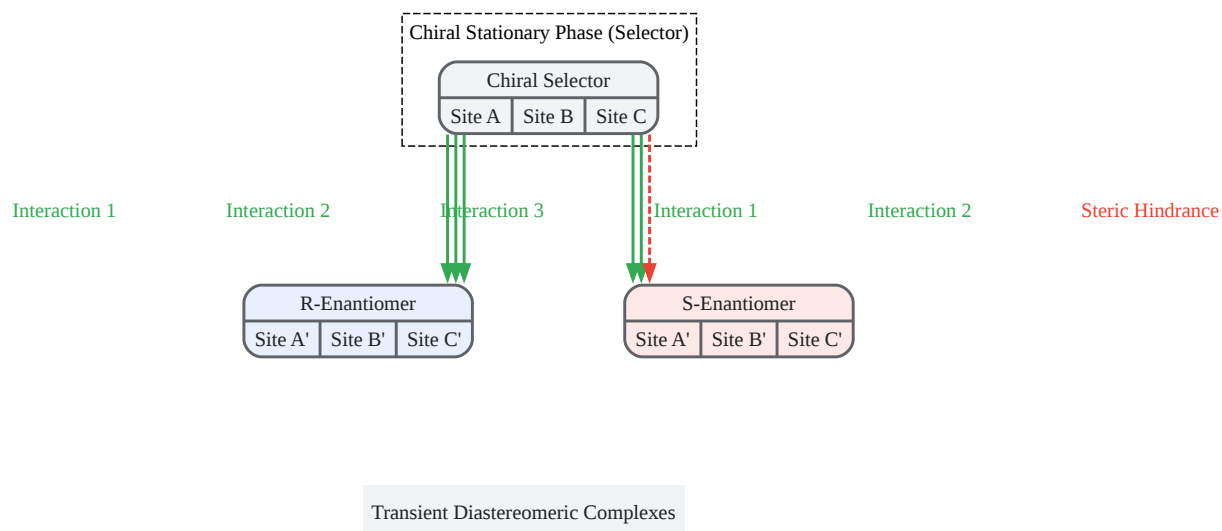 Chiral Stationary Phase (Selector)
Chiral Selector
Site A Site B Site C
Interaction 1 Interaction 2 Interaction 3 Interaction 1 Interaction 2 Steric Hindrance
R-Enantiomer S-Enantiomer
Site A' Site B' Site C' Site A' Site B' Site C'
Transient Diastereomeric Complexes